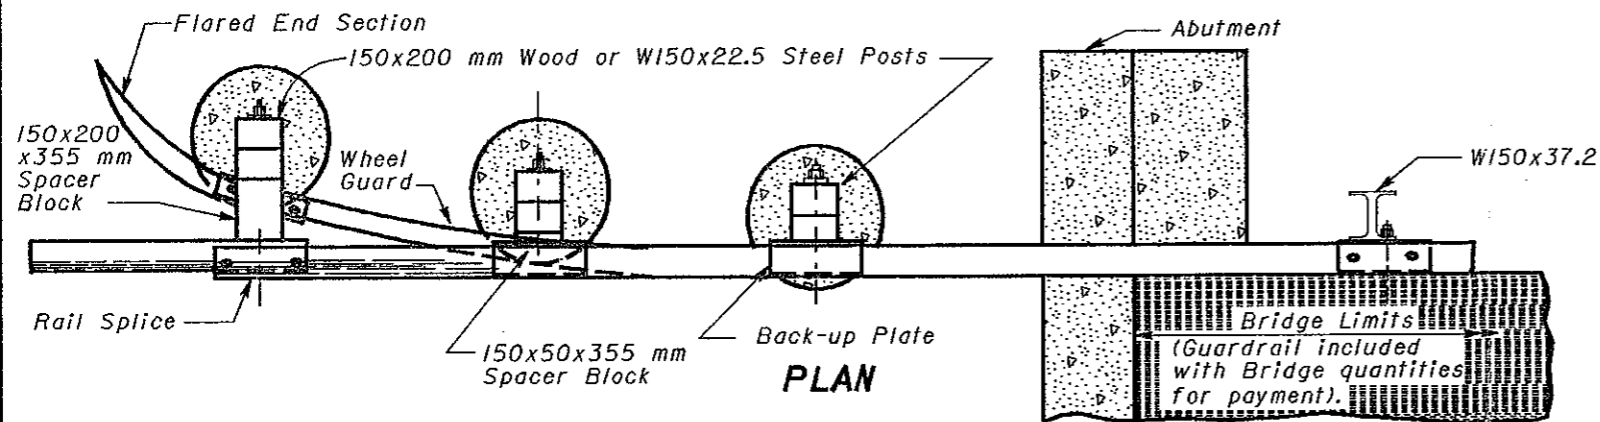 Flared End Section
Abutment
150x200 mm Wood or W150x22.5 Steel Posts
150x200
x355 mm
Spacer
Block
Wheel
Guard
W150x37.2
Rail Splice
150x50x355 mm
Spacer Block
Back-up Plate
PLAN
Bridge Limits
(Guardrail included
with Bridge quantities
for payment).